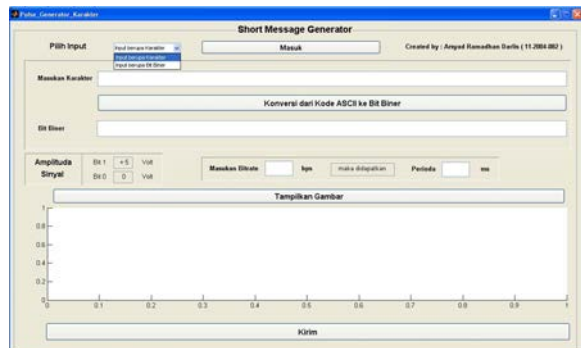 Pulse_Generator_Karakter
Short Message Generator
Pilih Input
Input berupa Karakter
Masuk
Created by : Arsyad Ramadhan Darlis ( 11-2004-002 )
Input berupa Karakter
Input berupa Bit Biner
Masukan Karakter
Konversi dari Kode ASCII ke Bit Biner
Bit Biner
Amplituda Sinyal
Bit 1 +5 Volt
Bit 0 0 Volt
Masukan Bitrate bps maka didapatkan Perioda ms
Tampilkan Gambar
1
0.8
0.6
0.4
0.2
0
0 0.1 0.2 0.3 0.4 0.5 0.6 0.7 0.8 0.9 1
Kirim